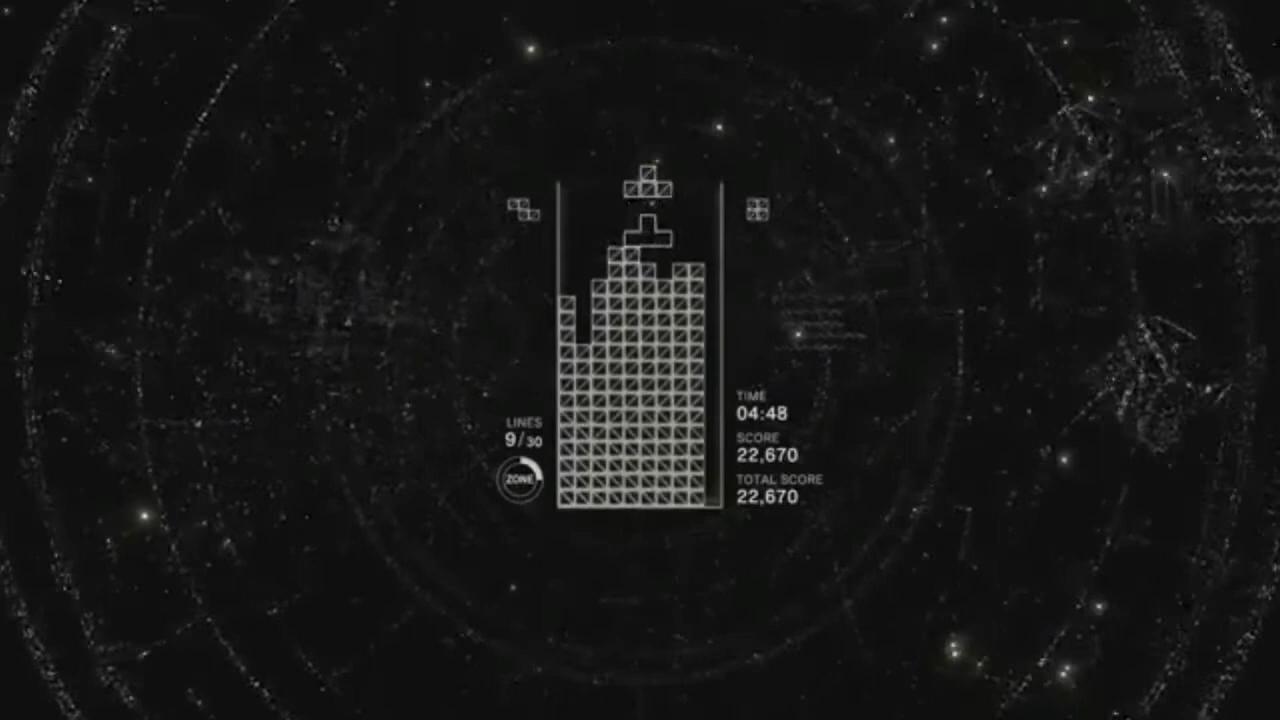 LINES
9/30
ZONE
TIME
04:48
SCORE
22,670
TOTAL SCORE
22,670